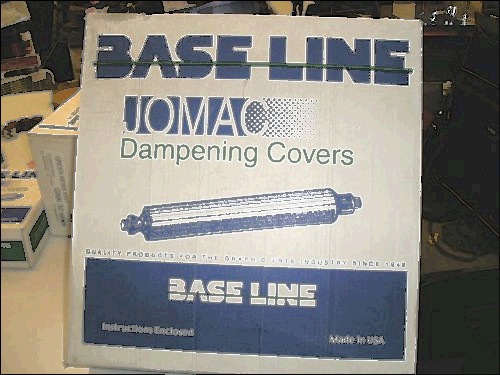 BASE LINE
JOMAC
Dampening Covers
QUALITY PRODUCTS FOR THE GRAPHIC ARTS INDUSTRY SINCE 1948
BASE LINE
Instructions Enclosed
Made in USA